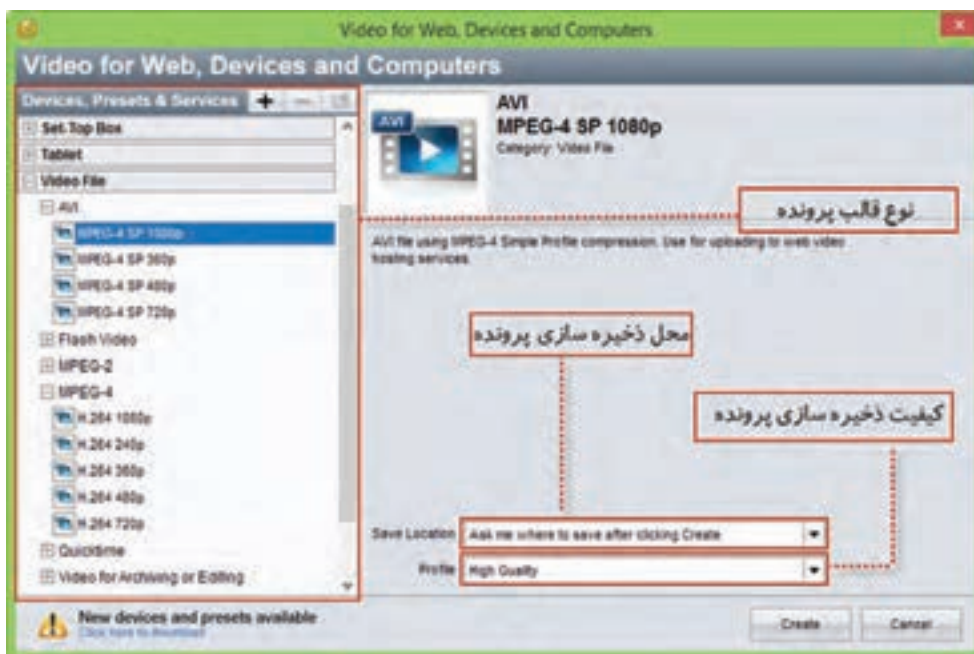 Video for Web, Devices and Computers
Video for Web, Devices and Computers
Devices, Presets & Services
Set-Top Box
Tablet
Video File
AVI
MPEG-4 SP 1080p
MPEG-4 SP 360p
MPEG-4 SP 480p
MPEG-4 SP 720p
Flash Video
MPEG-2
MPEG-4
H.264 1080p
H.264 240p
H.264 360p
H.264 480p
H.264 720p
Quicktime
Video for Archiving or Editing
AVI
AVI
MPEG-4 SP 1080p
Category: Video File
نوع قالب پرونده
AVI file using MPEG-4 Simple Profile compression. Use for uploading to web video
hosting services.
محل ذخیره سازی پرونده
کیفیت ذخیره سازی پرونده
Save Location Ask me where to save after clicking Create
Profile High Quality
New devices and presets available
Click here to download
Create
Cancel